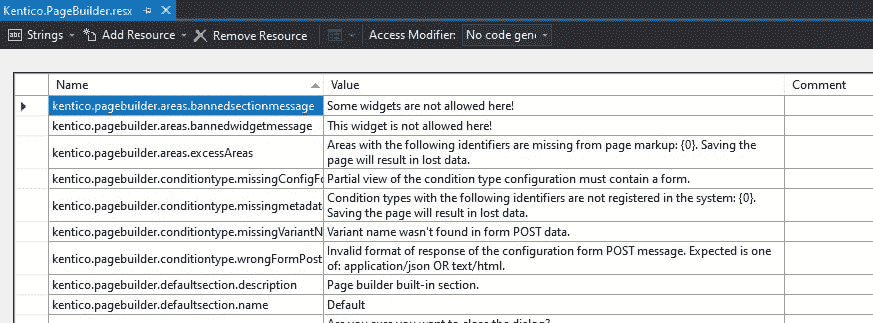 Kentico.PageBuilder.resx
abc Strings Add Resource Remove Resource Access Modifier: No code gen
Name Value Comment
kentico.pagebuilder.areas.bannedsectionmessage Some widgets are not allowed here!
kentico.pagebuilder.areas.bannedwidgetmessage This widget is not allowed here!
kentico.pagebuilder.areas.excessAreas Areas with the following identifiers are missing from page markup: {0}. Saving
the page will result in lost data.
kentico.pagebuilder.conditiontype.missingConfigFo Partial view of the condition type configuration must contain a form.
kentico.pagebuilder.conditiontype.missingmetadata Condition types with the following identifiers are not registered in the system: {0}.
Saving the page will result in lost data.
kentico.pagebuilder.conditiontype.missingVariantN Variant name wasn't found in form POST data.
kentico.pagebuilder.conditiontype.wrongFormPost Invalid format of response of the configuration form POST message. Expected is one
of: application/json OR text/html.
kentico.pagebuilder.defaultsection.description Page builder built-in section.
kentico.pagebuilder.defaultsection.name Default